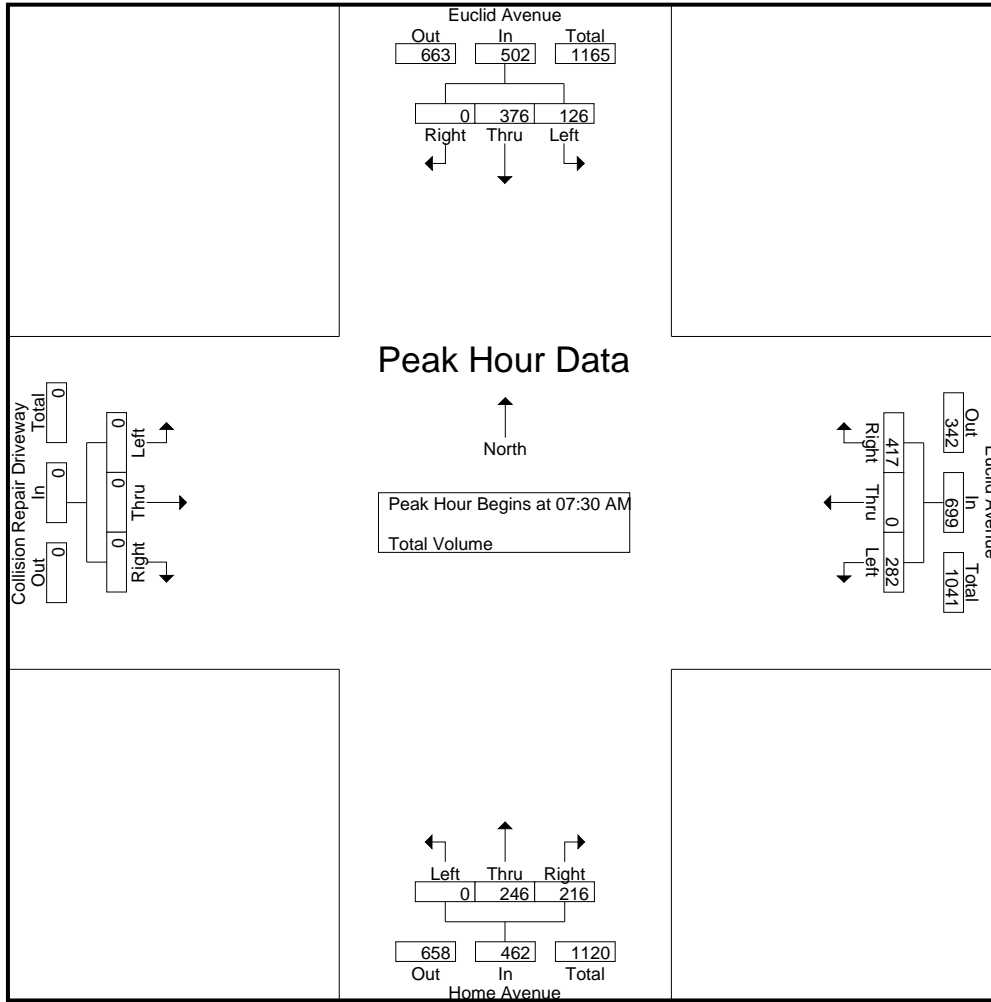 Euclid Avenue
Out In Total
663 502 1165
0 376 126
Right Thru Left
Peak Hour Data
North
Peak Hour Begins at 07:30 AM
Total Volume
Collision Repair Driveway
Out In Total
0 0 0
0 0 0
Right Thru Left
Euclid Avenue
Out In Total
342 699 1041
417 0 282
Right Thru Left
Left Thru Right
0 246 216
658 462 1120
Out In Total
Home Avenue